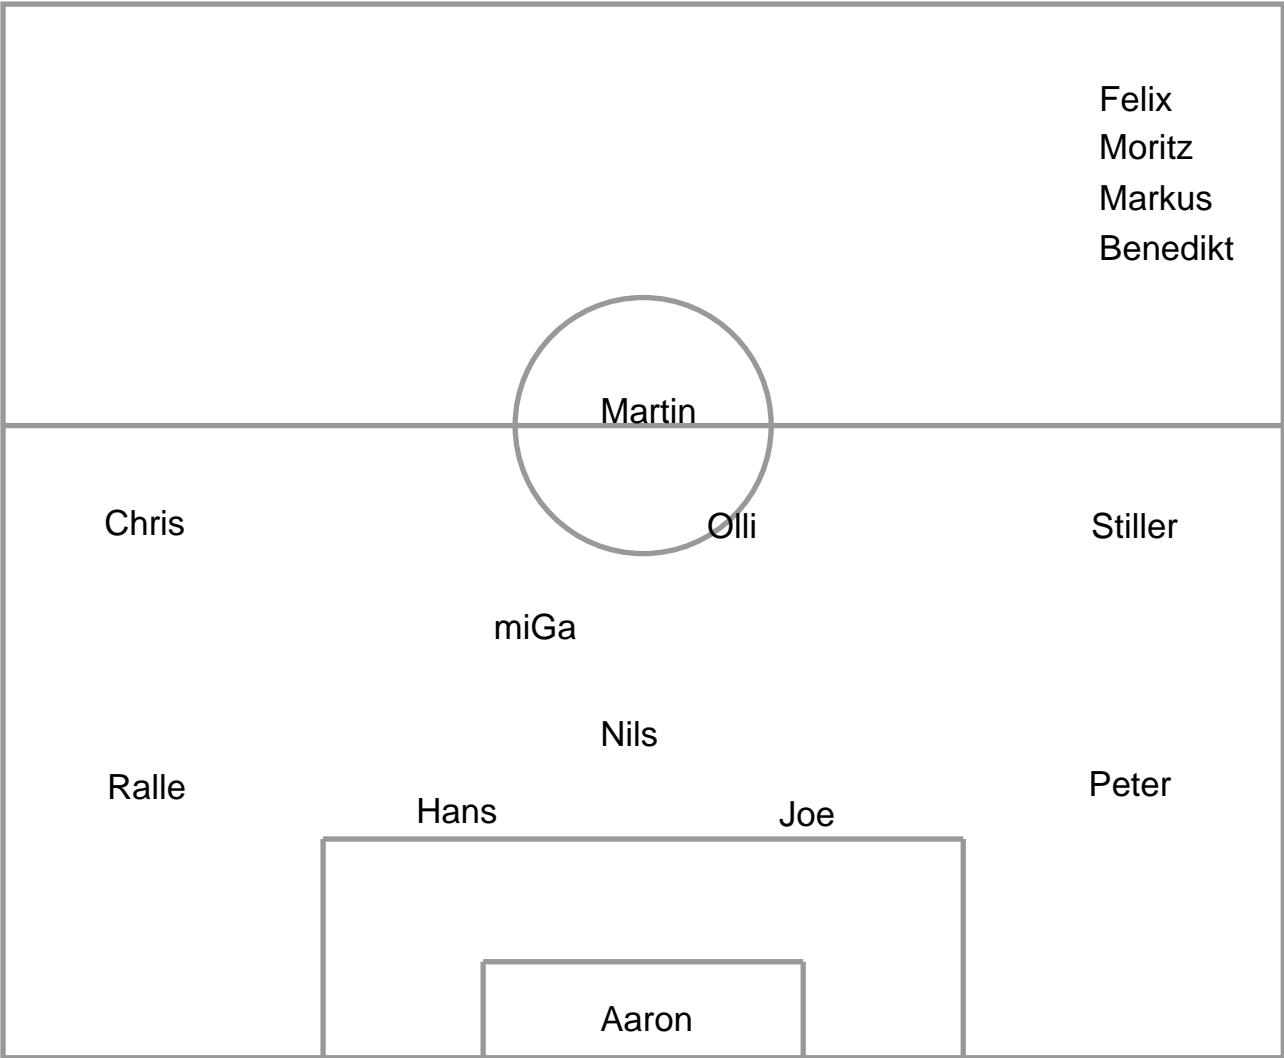 Felix
Moritz
Markus
Benedikt
Martin
Chris
Olli
Stiller
miGa
Nils
Ralle
Peter
Hans
Joe
Aaron